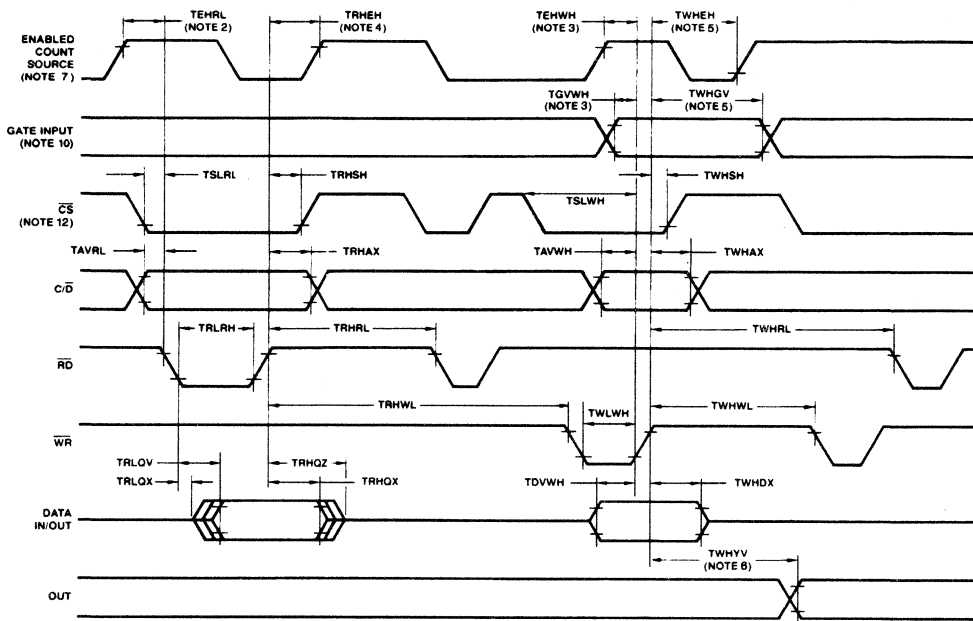 TEHRL
(NOTE 2)
TRHEH
(NOTE 4)
TEHWH
(NOTE 3)
TWHEH
(NOTE 5)
ENABLED
COUNT
SOURCE
(NOTE 7)
TGVWH
(NOTE 3)
TWHGV
(NOTE 5)
GATE INPUT
(NOTE 10)
TSLRL
TRHSH
TSLWH
TWHSH
CS
(NOTE 12)
TAVRL
TRHAX
TAVWH
TWHAX
C/D
TRLRH
TRHRL
TWHRL
RD
TRHWL
TWLWH
TWHWL
WR
TRLQV
TRHQZ
TRLQX
TRHQX
TDVWH
TWHDX
DATA
IN/OUT
TWHYV
(NOTE 6)
OUT